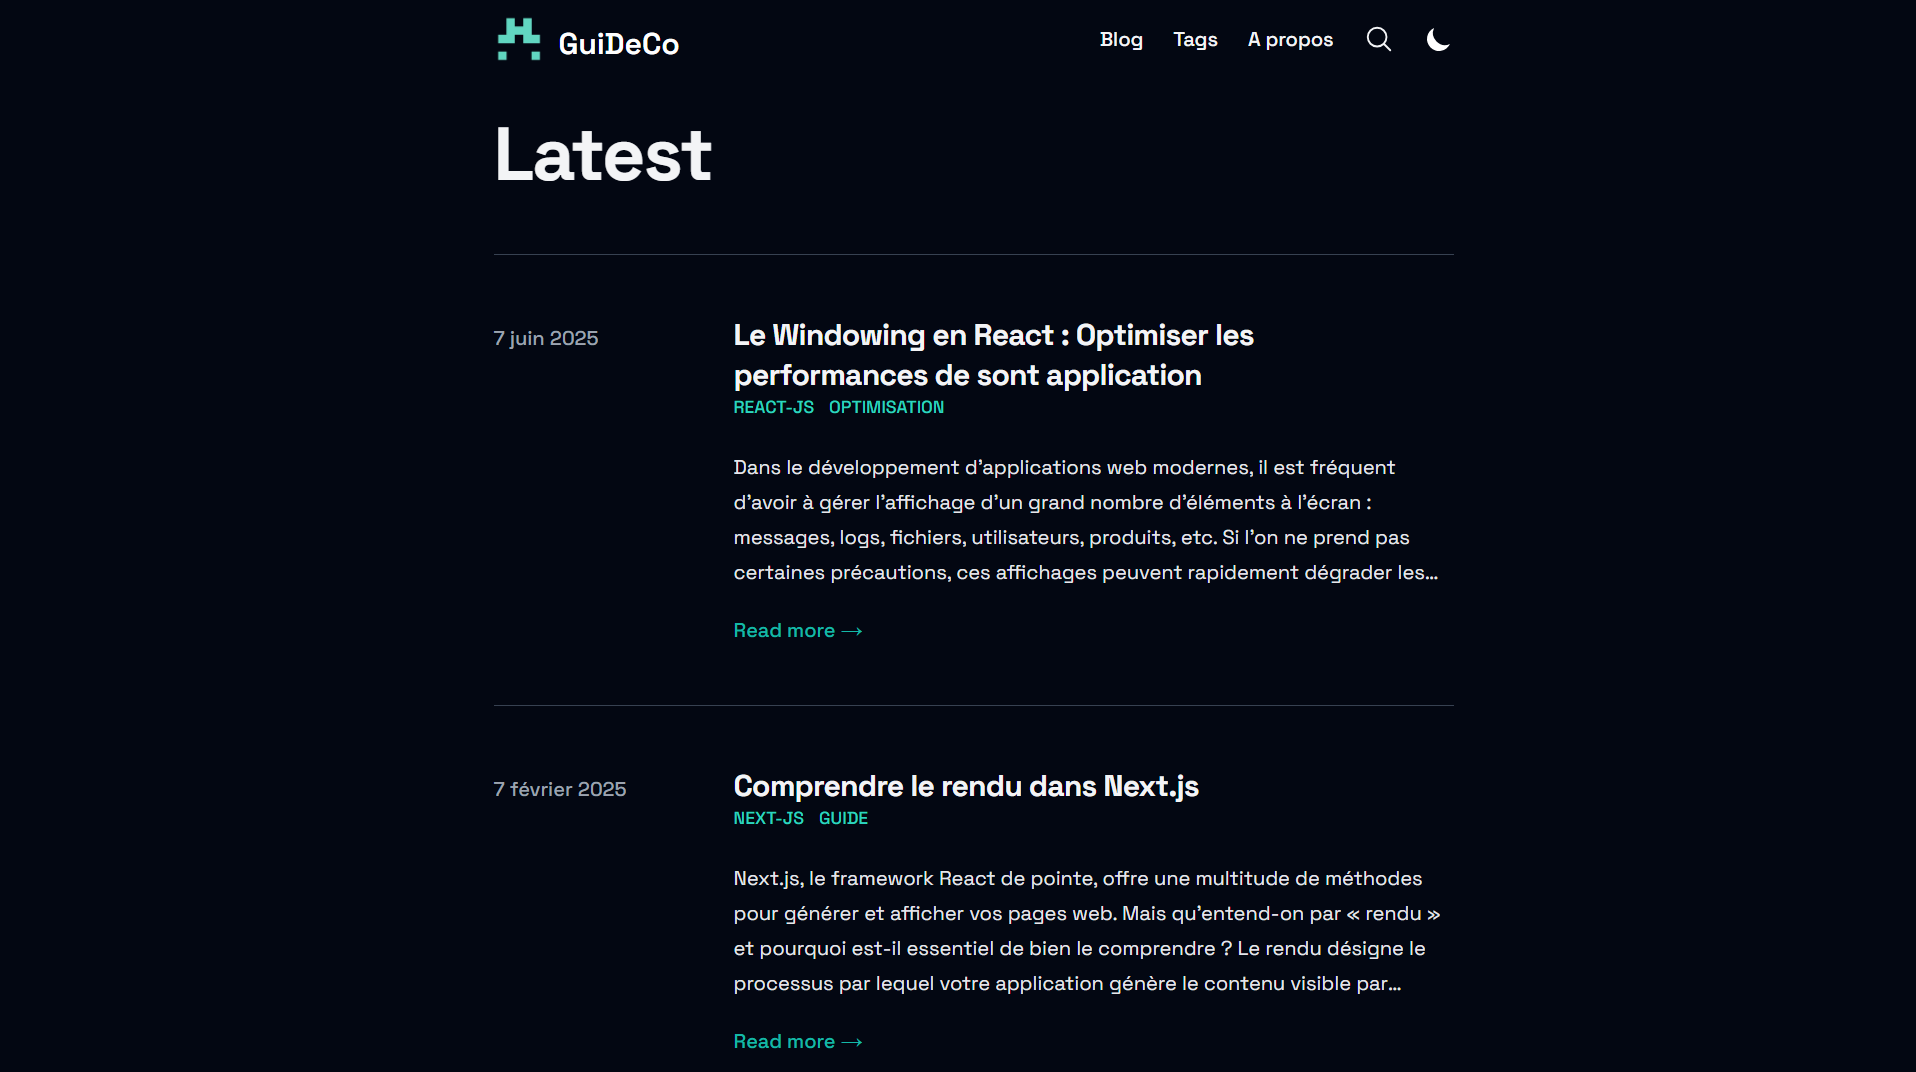 GuiDeCo
Blog Tags A propos
Latest
7 juin 2025
Le Windowing en React : Optimiser les
performances de sont application
REACT-JS OPTIMISATION
Dans le développement d’applications web modernes, il est fréquent
d’avoir à gérer l’affichage d’un grand nombre d’éléments à l’écran :
messages, logs, fichiers, utilisateurs, produits, etc. Si l’on ne prend pas
certaines précautions, ces affichages peuvent rapidement dégrader les…
Read more →
7 février 2025
Comprendre le rendu dans Next.js
NEXT-JS GUIDE
Next.js, le framework React de pointe, offre une multitude de méthodes
pour générer et afficher vos pages web. Mais qu’entend-on par « rendu »
et pourquoi est-il essentiel de bien le comprendre ? Le rendu désigne le
processus par lequel votre application génère le contenu visible par…
Read more →